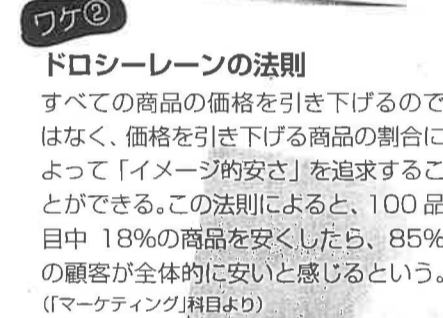 ワケ②
ドロシーレーンの法則
すべての商品の価格を引き下げるので
はなく、価格を引き下げる商品の割合に
よって「イメージ的安さ」を追求するこ
とができる。この法則によると、100品
目中 18%の商品を安くしたら、85%
の顧客が全体的に安いと感じるという。
(「マーケティング」科目より)